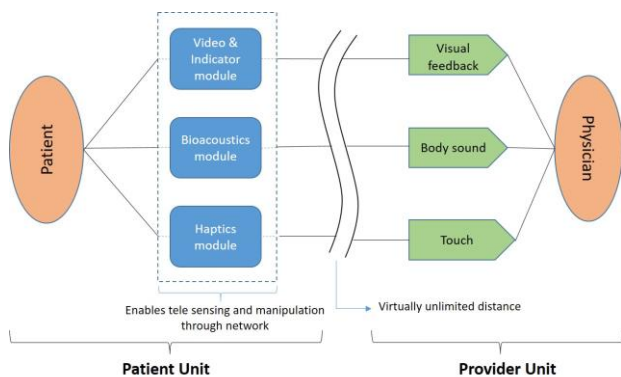 Video &
Indicator
module
Visual
feedback
Patient
Bioacoustics
module
Body sound
Physician
Haptics
module
Touch
Enables tele sensing and manipulation
through network
Virtually unlimited distance
Patient Unit
Provider Unit